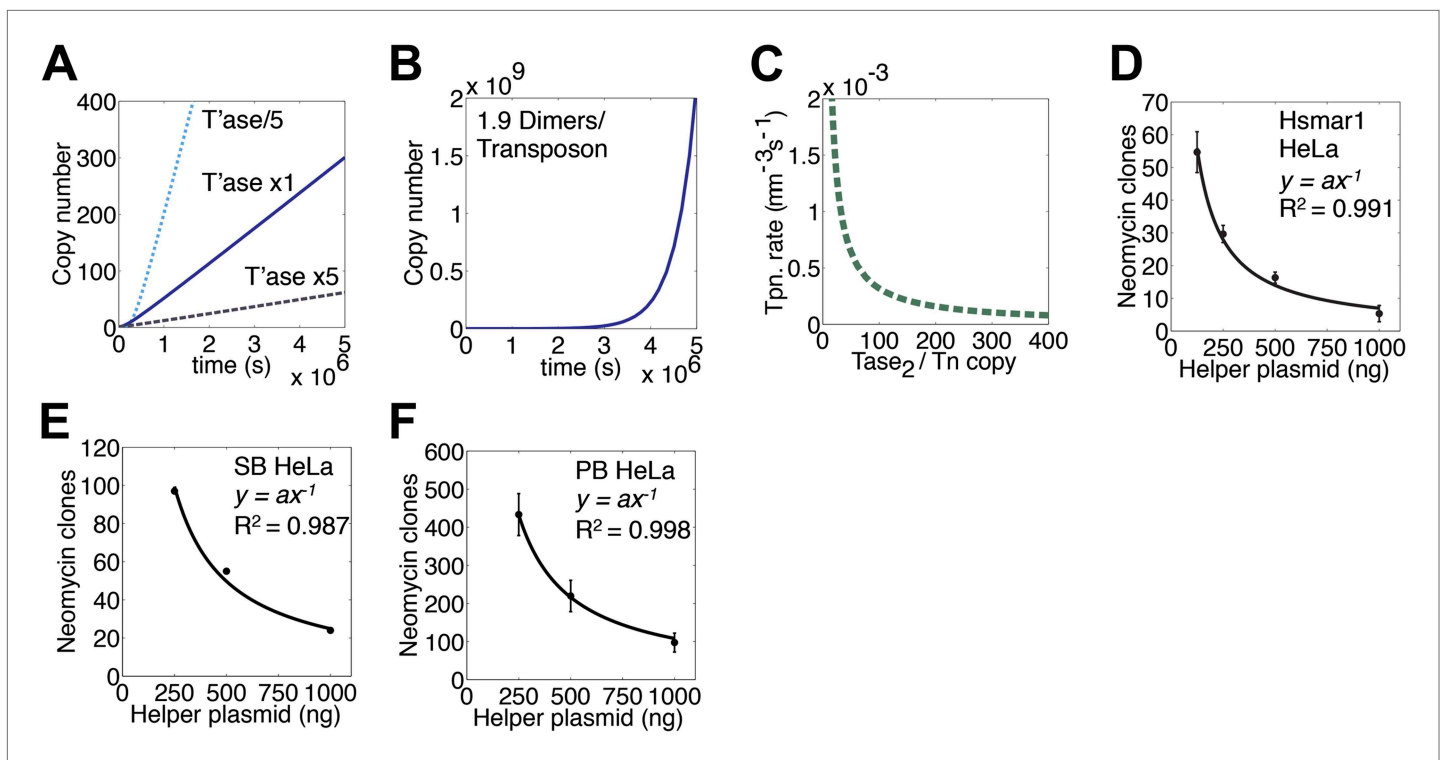 A
Copy number
400
300
200
100
0
T'ase/5
T'ase x1
T'ase x5
0 1 2 3 4 5
time (s)
x 10^6
B
Copy number
x 10^9
2
1.5
1
0.5
0
1.9 Dimers/
Transposon
0 1 2 3 4 5
time (s)
x 10^6
C
Tpn. rate (nm^-3s^-1)
x 10^-3
2
1.5
1
0.5
0
0 100 200 300 400
Tase2 / Tn copy
D
Neomycin clones
70
60
50
40
30
20
10
0
Hsmar1
HeLa
y = ax^-1
R^2 = 0.991
0 250 500 750 1000
Helper plasmid (ng)
E
Neomycin clones
120
100
80
60
40
20
0
SB HeLa
y = ax^-1
R^2 = 0.987
0 250 500 750 1000
Helper plasmid (ng)
F
Neomycin clones
600
500
400
300
200
100
0
PB HeLa
y = ax^-1
R^2 = 0.998
0 250 500 750 1000
Helper plasmid (ng)